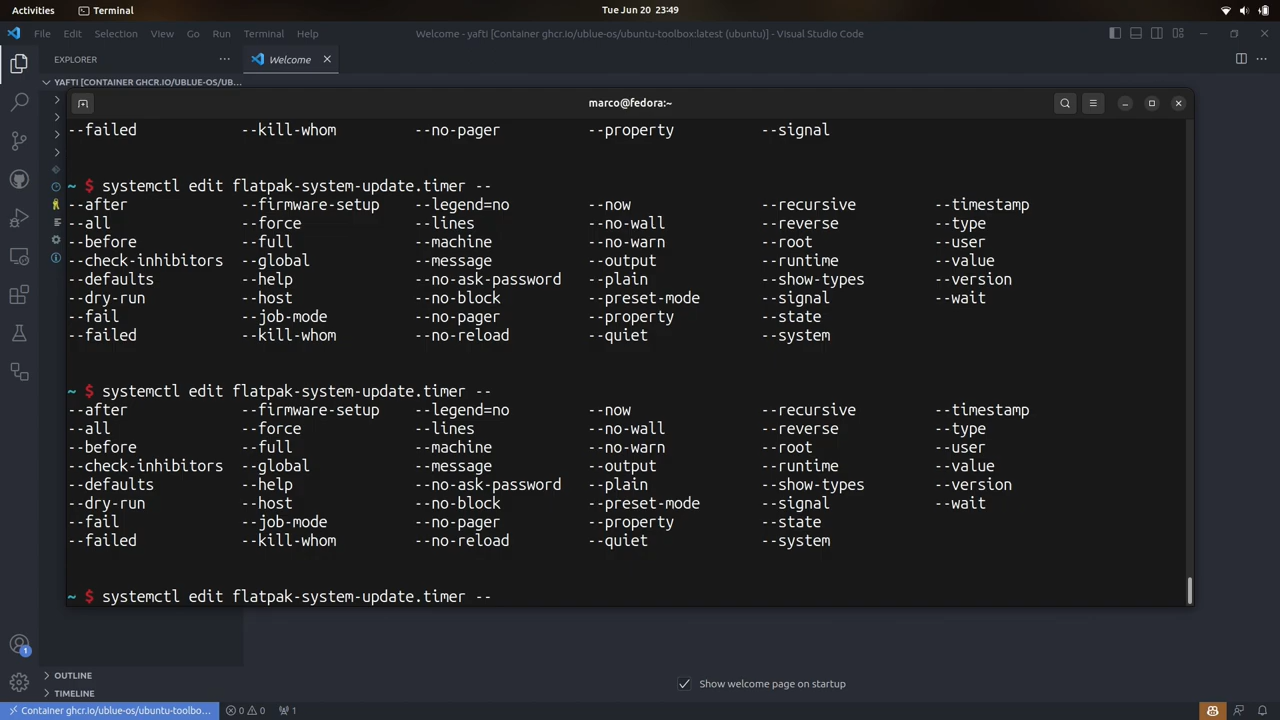 Activities Terminal Tue Jun 20 23:49
File Edit Selection View Go Run Terminal Help Welcome - yafti [Container ghcr.io/ublue-os/ubuntu-toolbox:latest (ubuntu)] - Visual Studio Code
EXPLORER ··· Welcome
YAFTI [CONTAINER GHCR.IO/UBLUE-OS/UB...
marco@fedora:~
--failed --kill-whom --no-pager --property --signal
~ $ systemctl edit flatpak-system-update.timer --
--after --firmware-setup --legend=no --now --recursive --timestamp
--all --force --lines --no-wall --reverse --type
--before --full --machine --no-warn --root --user
--check-inhibitors --global --message --output --runtime --value
--defaults --help --no-ask-password --plain --show-types --version
--dry-run --host --no-block --preset-mode --signal --wait
--fail --job-mode --no-pager --property --state
--failed --kill-whom --no-reload --quiet --system
~ $ systemctl edit flatpak-system-update.timer --
--after --firmware-setup --legend=no --now --recursive --timestamp
--all --force --lines --no-wall --reverse --type
--before --full --machine --no-warn --root --user
--check-inhibitors --global --message --output --runtime --value
--defaults --help --no-ask-password --plain --show-types --version
--dry-run --host --no-block --preset-mode --signal --wait
--fail --job-mode --no-pager --property --state
--failed --kill-whom --no-reload --quiet --system
~ $ systemctl edit flatpak-system-update.timer --
1
OUTLINE
TIMELINE
Show welcome page on startup
Container ghcr.io/ublue-os/ubuntu-toolbo... 0 0 1